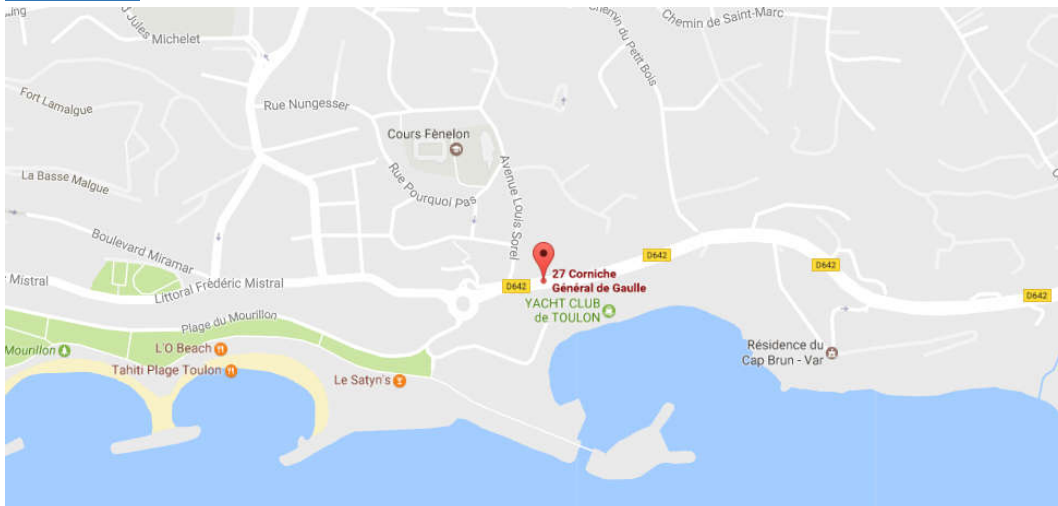 Jules Michelet
Chemin de Saint-Marc
Chemin du Petit Bois
Fort Lamalgue
Rue Nungesser
Cours Fènelon
Avenue Louis Sorel
Rue Pourquoi Pas
La Basse Malgue
Boulevard Miramar
D642
D642
D642
D642
27 Corniche
Général de Gaulle
Mistral
Littoral Frédéric Mistral
YACHT CLUB
de TOULON
Plage du Mourillon
Mourillon
L'O Beach
Tahiti Plage Toulon
Le Satyn's
Résidence du
Cap Brun - Var